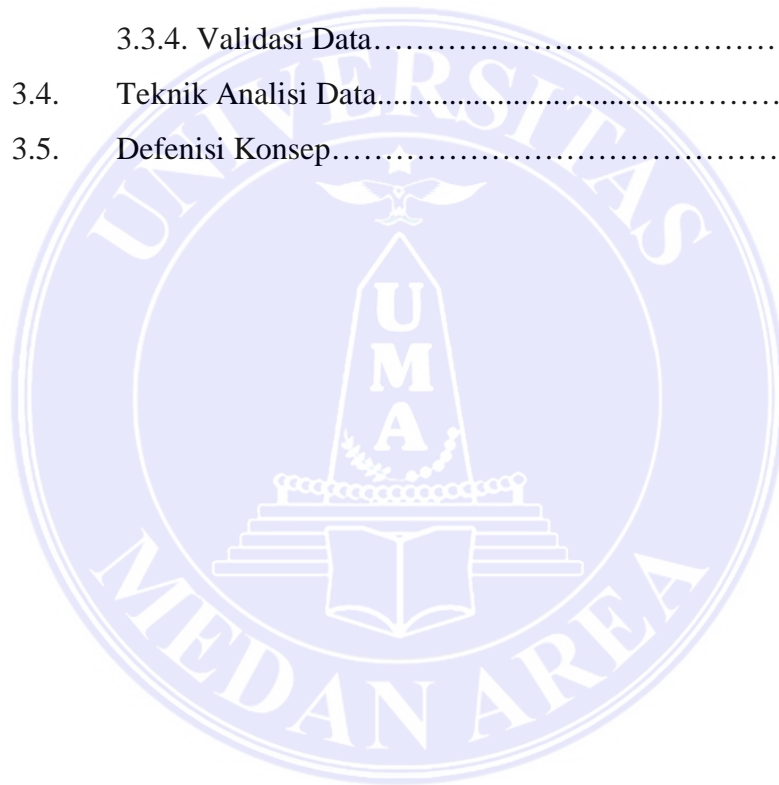 3.3.4. Validasi Data……………………………………
3.4. Teknik Analisi Data.......................................………
3.5. Defenisi Konsep…………………………………………
UNIVERSITAS
U
M
A
MEDAN AREA